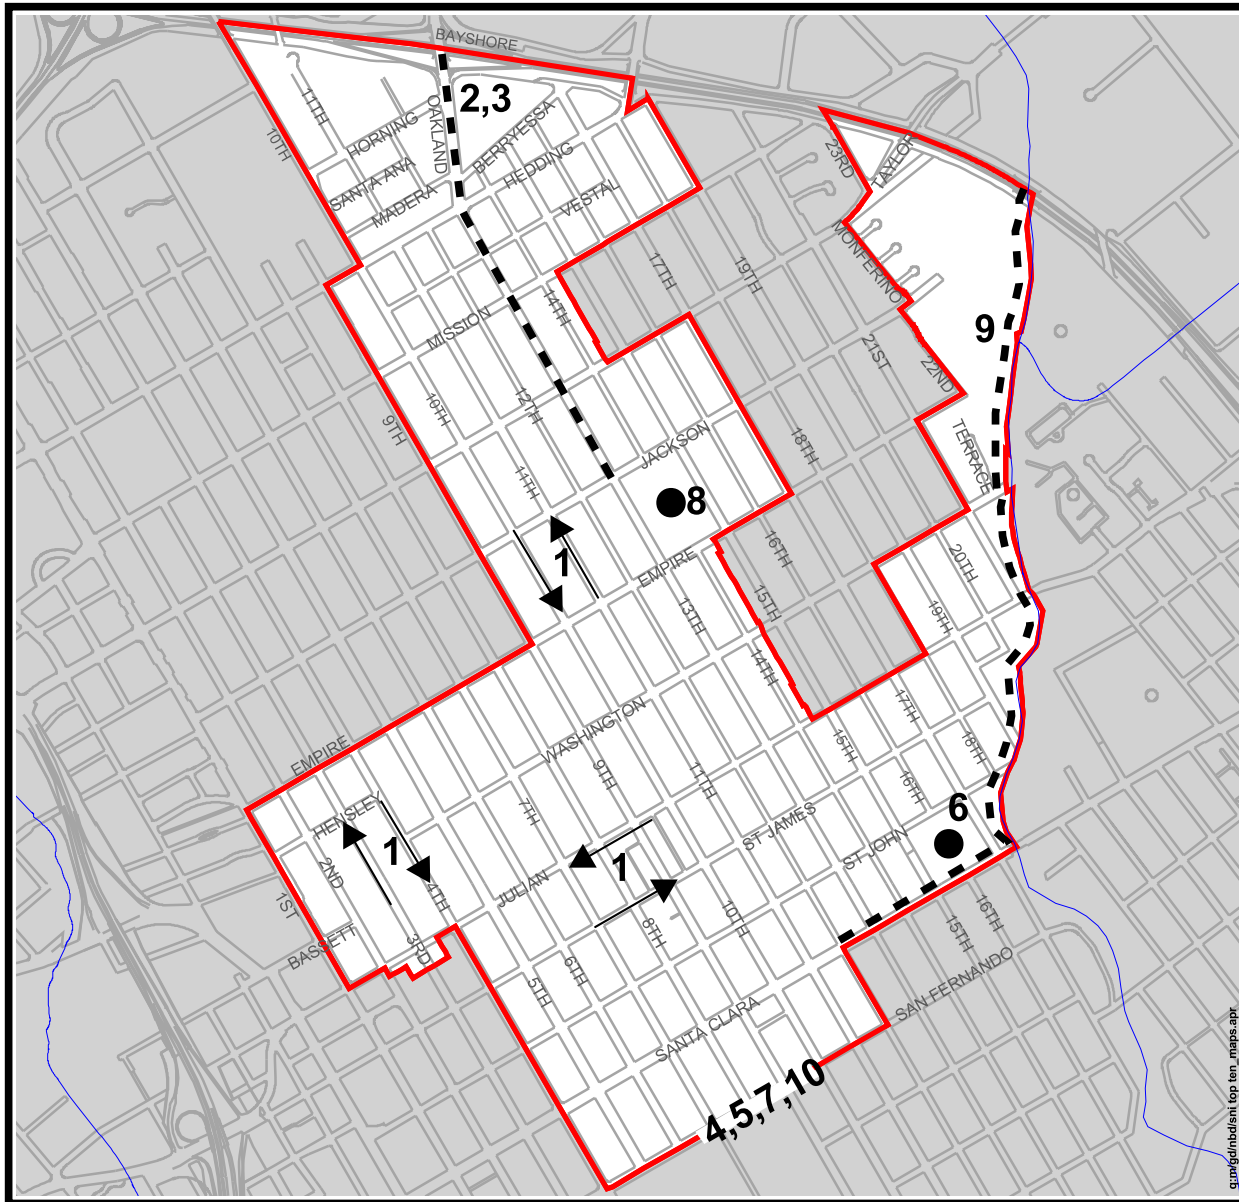 BAYSHORE
2,3
11TH
OAKLAND
HORNING
BERRYESSA
10TH
23RD
TAYLOR
SANTA ANA
HEDDING
MADERA
VESTAL
MONFERINO
17TH
19TH
14TH
MISSION
9
21ST
22ND
10TH
12TH
9TH
JACKSON
18TH
TERRACE
11TH
8
1
EMPIRE
16TH
20TH
15TH
13TH
19TH
14TH
17TH
WASHINGTON
EMPIRE
15TH
18TH
9TH
11TH
16TH
HENSLEY
7TH
6
ST JAMES
1
ST JOHN
2ND
1
4TH
JULIAN
1ST
10TH
16TH
8TH
15TH
BASSETT
3RD
6TH
SAN FERNANDO
5TH
SANTA CLARA
4,5,7,10
q:m/gd/nbd/sni top ten_maps.apr